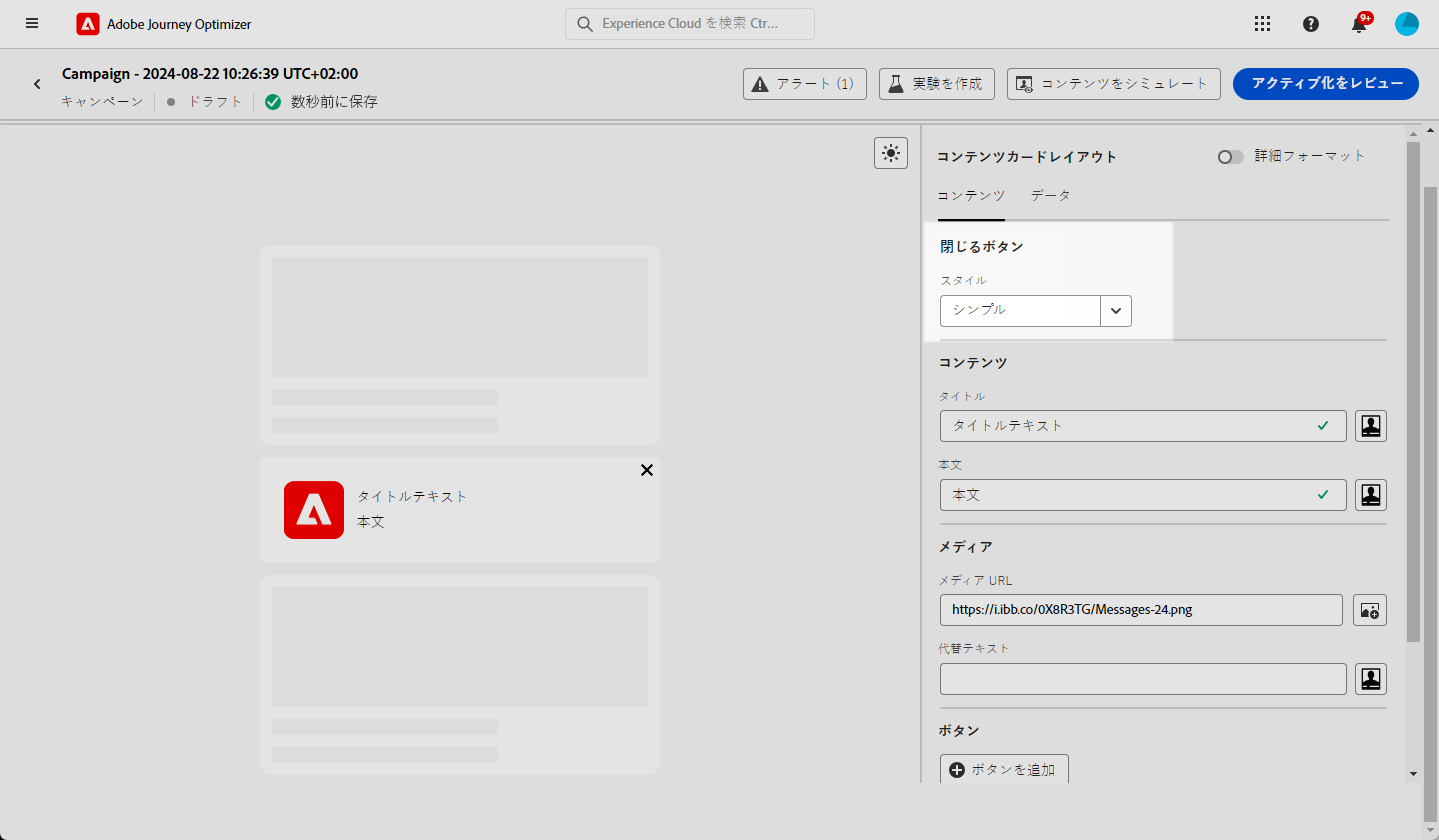 Adobe Journey Optimizer
Experience Cloud を検索 Ctr...
9+
Campaign - 2024-08-22 10:26:39 UTC+02:00
キャンペーン ドラフト 数秒前に保存
アラート (1)
実験を作成
コンテンツをシミュレート
アクティブ化をレビュー
コンテンツカードレイアウト
詳細フォーマット
コンテンツ データ
閉じるボタン
スタイル
シンプル
コンテンツ
タイトル
タイトルテキスト
本文
本文
メディア
メディア URL
https://i.ibb.co/0X8R3TG/Messages-24.png
代替テキスト
ボタン
ボタンを追加
タイトルテキスト
本文